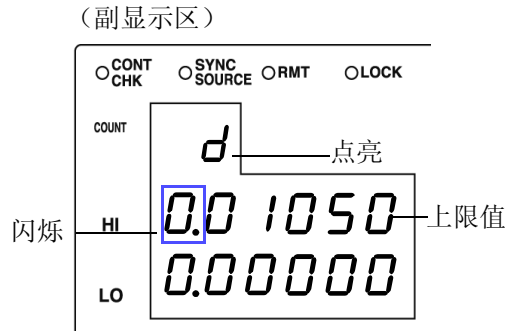 （副显示区）
CONT CHK
SYNC SOURCE
RMT
LOCK
COUNT
d
点亮
闪烁
HI
0.01050
上限值
LO
0.00000